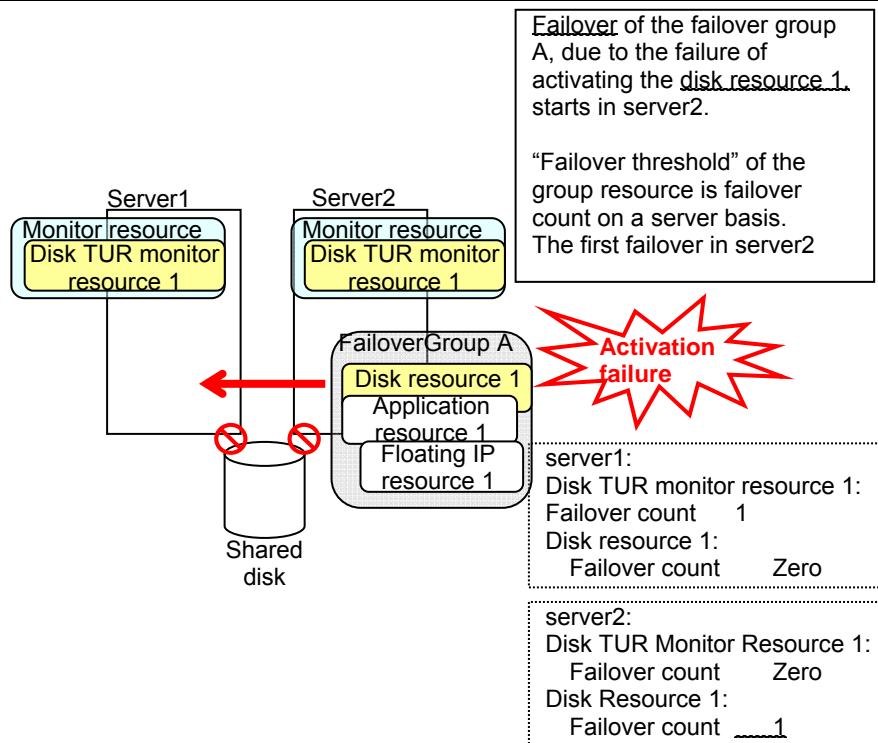 Failover of the failover group
A, due to the failure of
activating the disk resource 1,
starts in server2.
“Failover threshold” of the
group resource is failover
count on a server basis.
The first failover in server2
Server1
Server2
Monitor resource
Disk TUR monitor
resource 1
Monitor resource
Disk TUR monitor
resource 1
FailoverGroup A
Disk resource 1
Application
resource 1
Floating IP
resource 1
Activation
failure
Shared
disk
server1:
Disk TUR monitor resource 1:
Failover count 1
Disk resource 1:
Failover count Zero
server2:
Disk TUR Monitor Resource 1:
Failover count Zero
Disk Resource 1:
Failover count 1